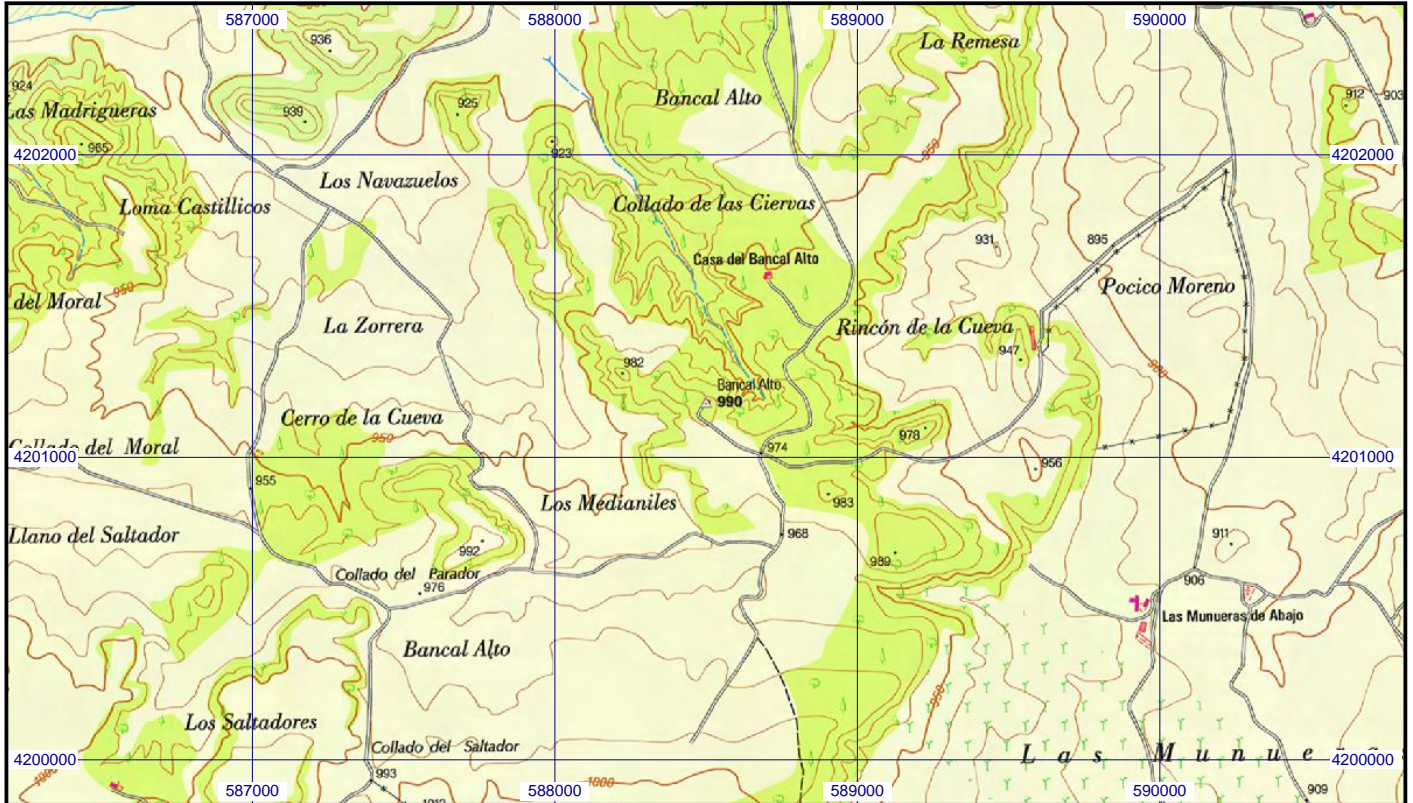 587000 588000 589000 590000
936
La Remesa
924
925
Bancal Alto
912
903
Las Madrigueras
939
965
923
950
4202000 4202000
Los Navazuelos
Loma Castillicos
Collado de las Ciervas
931
895
Casa del Bancal Alto
950
del Moral
Pocico Moreno
La Zorrera
Rincón de la Cueva
947
982
Bancal Alto
990
Cerro de la Cueva
950
978
974
Collado del Moral
4201000 4201000
956
955
Los Medianiles
983
Llano del Saltador
968
911
992
989
Collado del Parador
906
976
Las Munueras de Abajo
Bancal Alto
950
Los Saltadores
Collado del Saltador
Las Munue
4200000 4200000
1000
993
1000
909
587000 588000 589000 590000